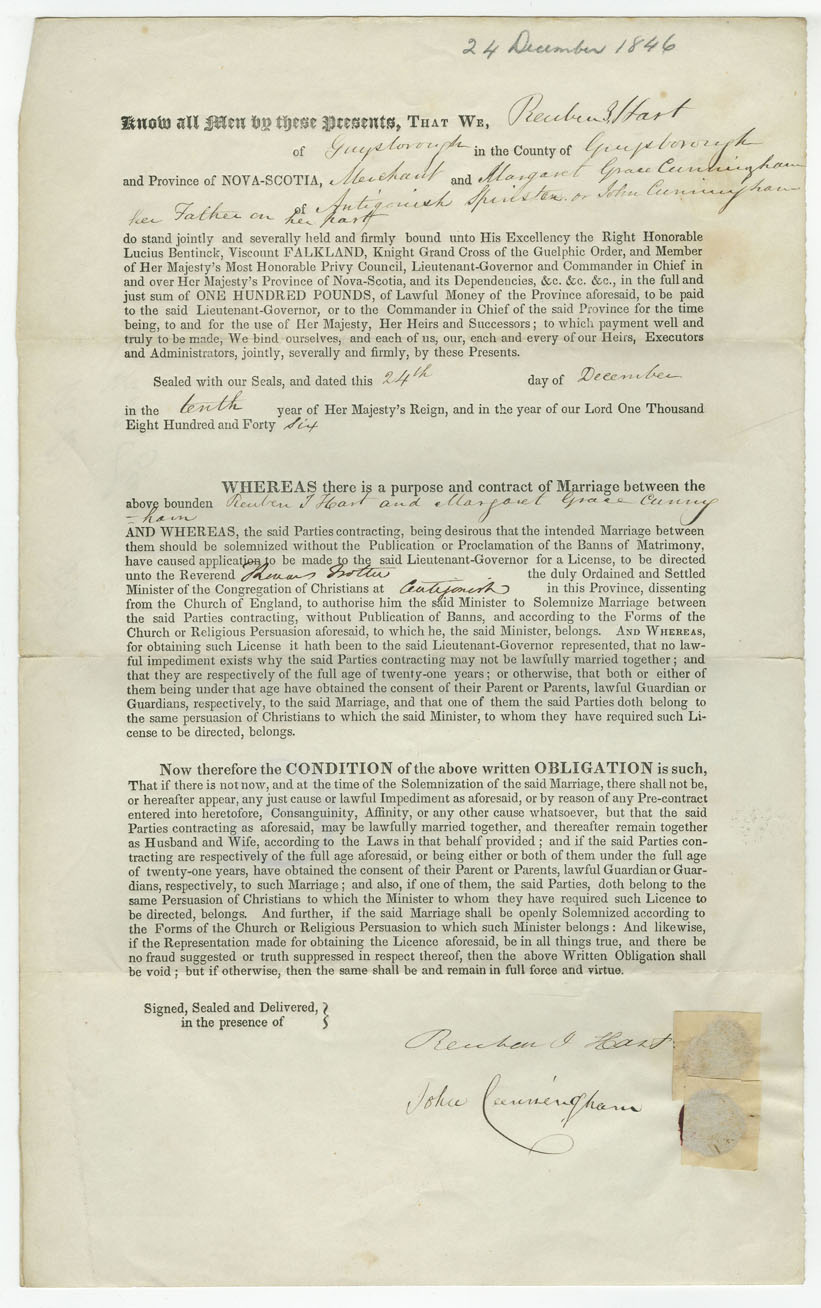 24 December 1846
Know all Men by these Presents, THAT WE, Reuben I Hart
of Guysborough in the County of Guysborough
and Province of NOVA-SCOTIA, Merchant and Margaret Grace Cunningham
of Antigonish Spinster or John Cunningham
her Father on her part
do stand jointly and severally held and firmly bound unto His Excellency the Right Honorable
Lucius Bentinck, Viscount FALKLAND, Knight Grand Cross of the Guelphic Order, and Member
of Her Majesty's Most Honorable Privy Council, Lieutenant-Governor and Commander in Chief in
and over Her Majesty's Province of Nova-Scotia, and its Dependencies, &c. &c. &c., in the full and
just sum of ONE HUNDRED POUNDS, of Lawful Money of the Province aforesaid, to be paid
to the said Lieutenant-Governor, or to the Commander in Chief of the said Province for the time
being, to and for the use of Her Majesty, Her Heirs and Successors; to which payment well and
truly to be made, We bind ourselves, and each of us, our, each and every of our Heirs, Executors
and Administrators, jointly, severally and firmly, by these Presents.
Sealed with our Seals, and dated this 24th day of December
in the tenth year of Her Majesty's Reign, and in the year of our Lord One Thousand
Eight Hundred and Forty six
WHEREAS there is a purpose and contract of Marriage between the
above bounden Reuben I Hart and Margaret Grace Cunning
=ham
AND WHEREAS, the said Parties contracting, being desirous that the intended Marriage between
them should be solemnized without the Publication or Proclamation of the Banns of Matrimony,
have caused application to be made to the said Lieutenant-Governor for a License, to be directed
unto the Reverend Thomas Trotter the duly Ordained and Settled
Minister of the Congregation of Christians at Antigonish in this Province, dissenting
from the Church of England, to authorise him the said Minister to Solemnize Marriage between
the said Parties contracting, without Publication of Banns, and according to the Forms of the
Church or Religious Persuasion aforesaid, to which he, the said Minister, belongs. AND WHEREAS,
for obtaining such License it hath been to the said Lieutenant-Governor represented, that no law-
ful impediment exists why the said Parties contracting may not be lawfully married together; and
that they are respectively of the full age of twenty-one years; or otherwise, that both or either of
them being under that age have obtained the consent of their Parent or Parents, lawful Guardian or
Guardians, respectively, to the said Marriage, and that one of them the said Parties doth belong to
the same persuasion of Christians to which the said Minister, to whom they have required such Li-
cense to be directed, belongs.
Now therefore the CONDITION of the above written OBLIGATION is such,
That if there is not now, and at the time of the Solemnization of the said Marriage, there shall not be,
or hereafter appear, any just cause or lawful Impediment as aforesaid, or by reason of any Pre-contract
entered into heretofore, Consanguinity, Affinity, or any other cause whatsoever, but that the said
Parties contracting as aforesaid, may be lawfully married together, and thereafter remain together
as Husband and Wife, according to the Laws in that behalf provided; and if the said Parties con-
tracting are respectively of the full age aforesaid, or being either or both of them under the full age
of twenty-one years, have obtained the consent of their Parent or Parents, lawful Guardian or Guar-
dians, respectively, to such Marriage; and also, if one of them, the said Parties, doth belong to the
same Persuasion of Christians to which the Minister to whom they have required such Licence to
be directed, belongs. And further, if the said Marriage shall be openly Solemnized according to
the Forms of the Church or Religious Persuasion to which such Minister belongs: And likewise,
if the Representation made for obtaining the Licence aforesaid, be in all things true, and there be
no fraud suggested or truth suppressed in respect thereof, then the above Written Obligation shall
be void; but if otherwise, then the same shall be and remain in full force and virtue.
Signed, Sealed and Delivered,
in the presence of
Reuben I Hart
John Cunningham